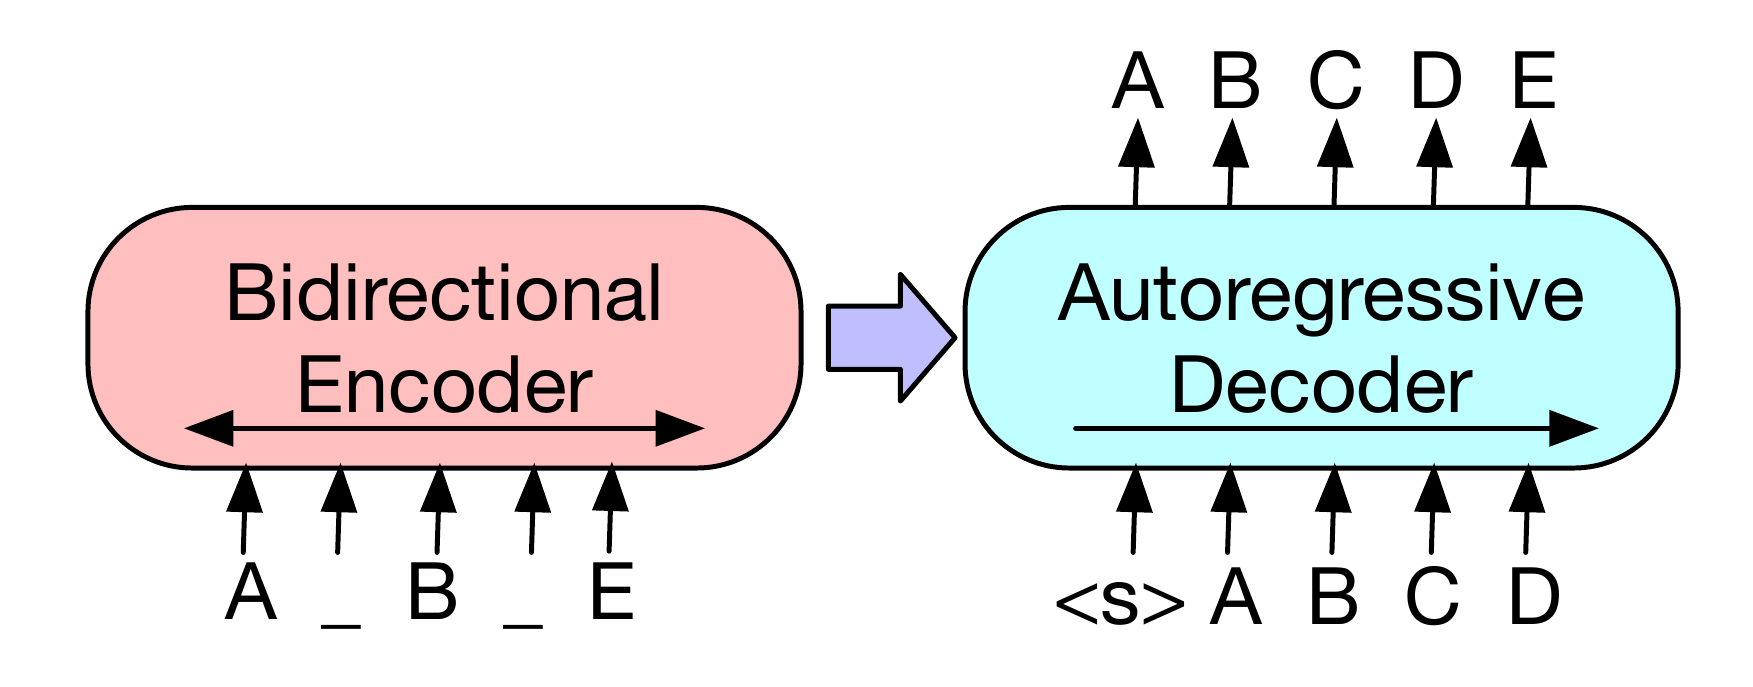 A B C D E
Bidirectional
Encoder
Autoregressive
Decoder
A _ B _ E
<s> A B C D